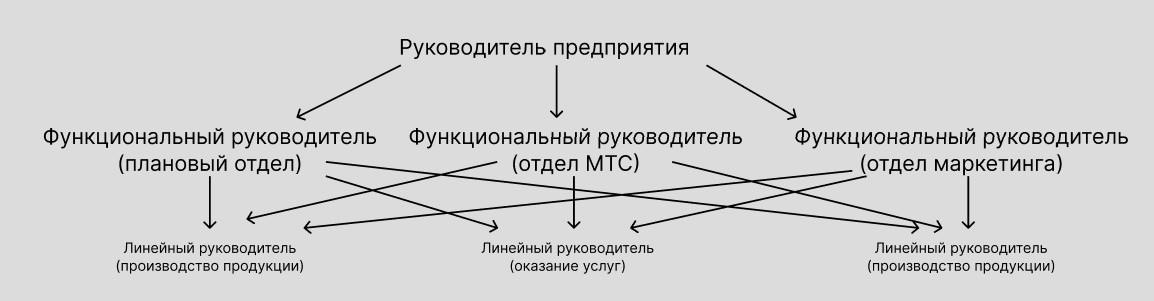 Руководитель предприятия
Функциональный руководитель
(плановый отдел)
Функциональный руководитель
(отдел МТС)
Функциональный руководитель
(отдел маркетинга)
Линейный руководитель
(производство продукции)
Линейный руководитель
(оказание услуг)
Линейный руководитель
(производство продукции)